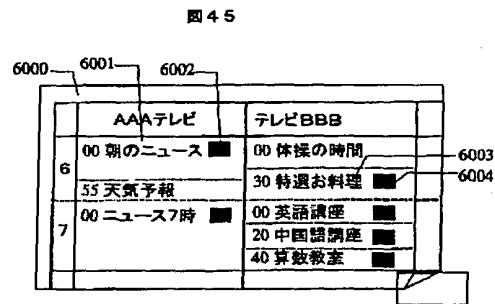 図45
6000 6001 6002
AAAテレビ テレビBBB
6 00 朝のニュース 00 体操の時間
6003
30 特選お料理
6004
55 天気予報
7 00 ニュース7時 00 英語講座
20 中国語講座
40 算数教室